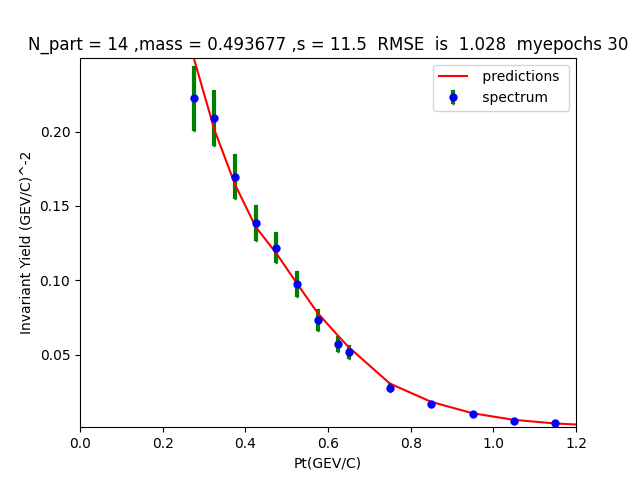 N_part = 14 ,mass = 0.493677 ,s = 11.5  RMSE  is  1.028  myepochs 30
predictions
spectrum
Invariant Yield (GEV/C)^-2
0.20
0.15
0.10
0.05
0.0 0.2 0.4 0.6 0.8 1.0 1.2
Pt(GEV/C)